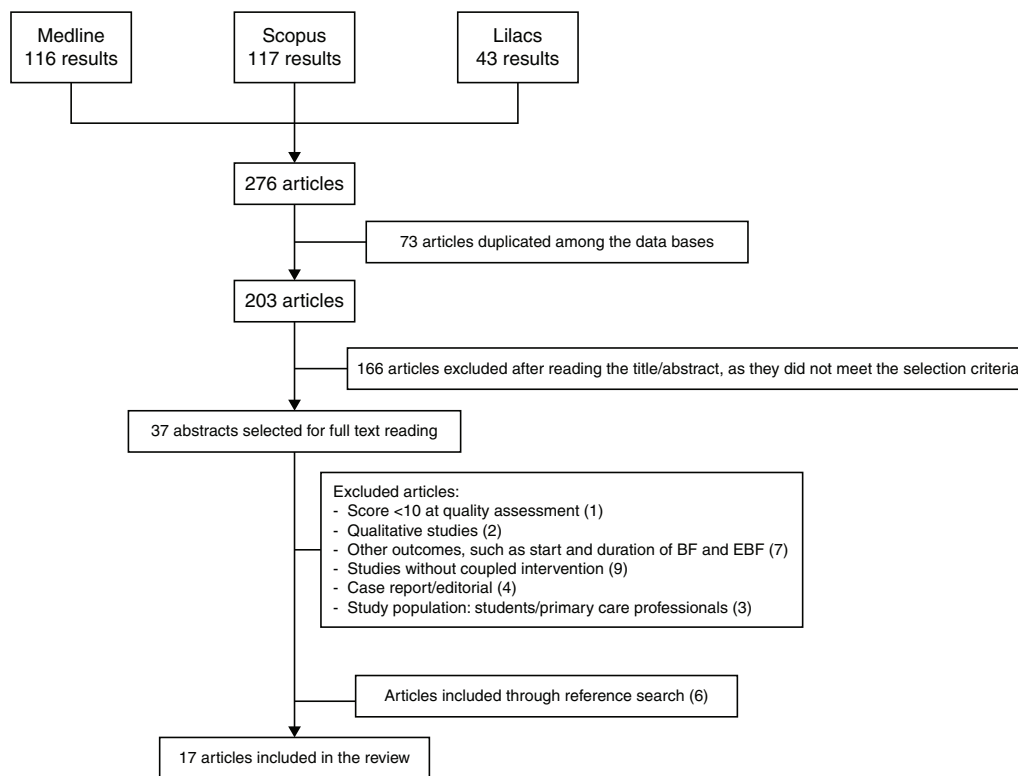 Medline
116 results
Scopus
117 results
Lilacs
43 results
276 articles
73 articles duplicated among the data bases
203 articles
166 articles excluded after reading the title/abstract, as they did not meet the selection criteria
37 abstracts selected for full text reading
Excluded articles:
- Score <10 at quality assessment (1)
- Qualitative studies (2)
- Other outcomes, such as start and duration of BF and EBF (7)
- Studies without coupled intervention (9)
- Case report/editorial (4)
- Study population: students/primary care professionals (3)
Articles included through reference search (6)
17 articles included in the review